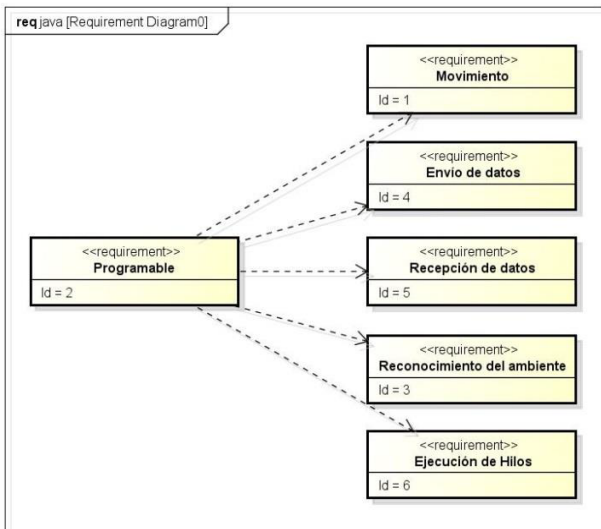 req java [Requirement Diagram0]
<<requirement>>
Movimiento
Id = 1
<<requirement>>
Envío de datos
Id = 4
<<requirement>>
Programable
Id = 2
<<requirement>>
Recepción de datos
Id = 5
<<requirement>>
Reconocimiento del ambiente
Id = 3
<<requirement>>
Ejecución de Hilos
Id = 6